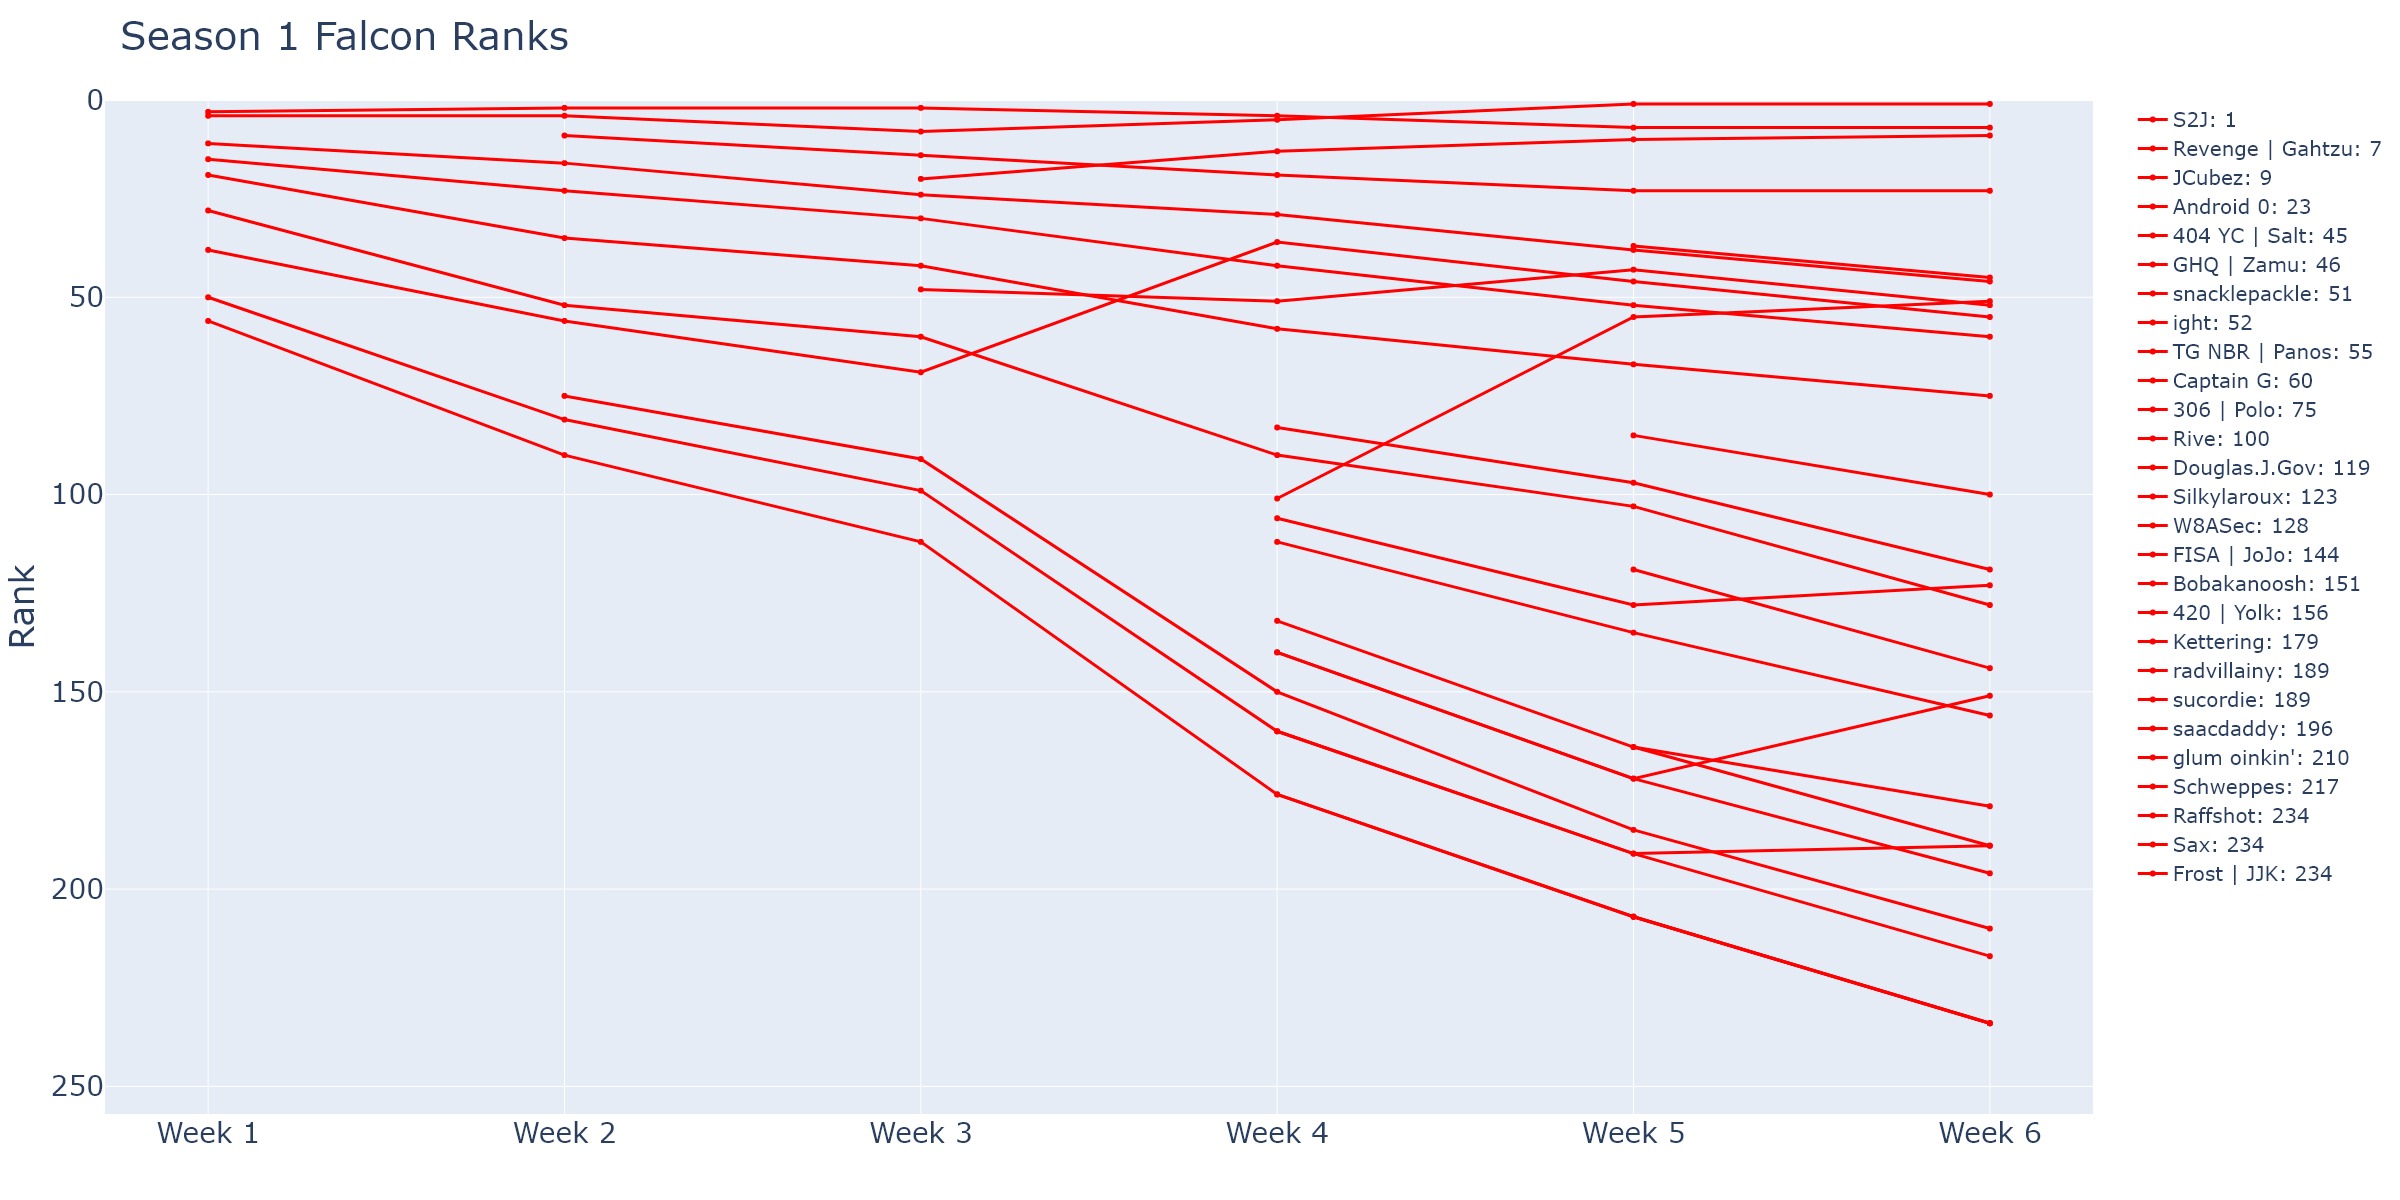 Season 1 Falcon Ranks
0
50
100
150
200
250
Rank
Week 1
Week 2
Week 3
Week 4
Week 5
Week 6
S2J: 1
Revenge | Gahtzu: 7
JCubez: 9
Android 0: 23
404 YC | Salt: 45
GHQ | Zamu: 46
snacklepackle: 51
ight: 52
TG NBR | Panos: 55
Captain G: 60
306 | Polo: 75
Rive: 100
Douglas.J.Gov: 119
Silkylaroux: 123
W8ASec: 128
FISA | JoJo: 144
Bobakanoosh: 151
420 | Yolk: 156
Kettering: 179
radvillainy: 189
sucordie: 189
saacdaddy: 196
glum oinkin': 210
Schweppes: 217
Raffshot: 234
Sax: 234
Frost | JJK: 234